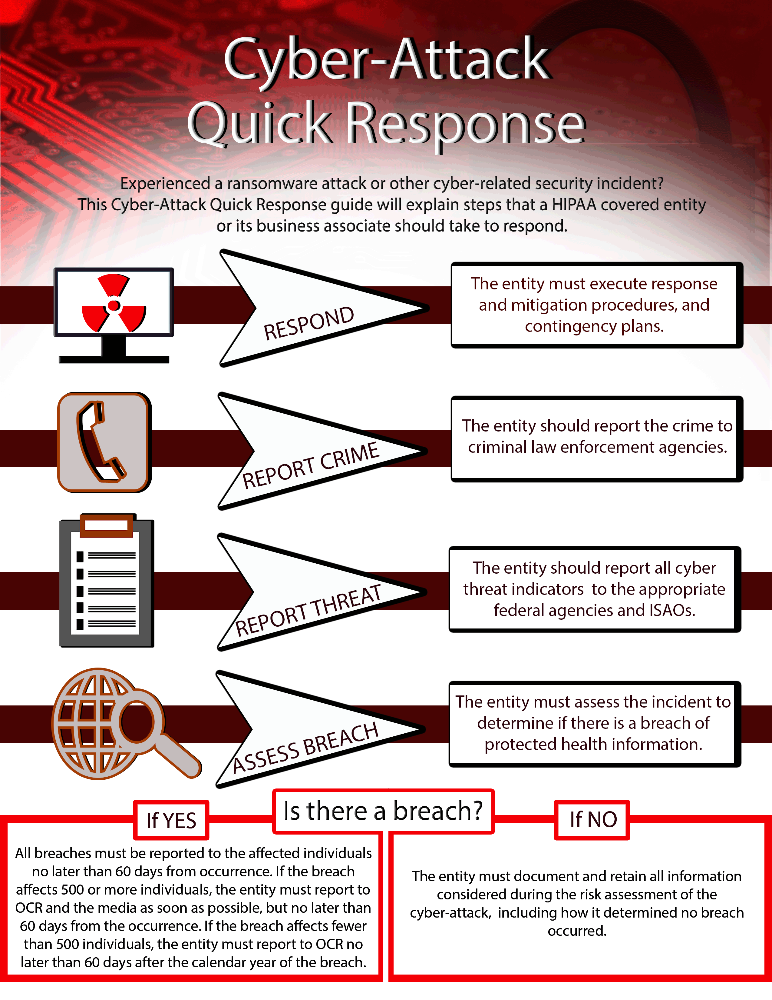 Cyber-Attack
Quick Response
Experienced a ransomware attack or other cyber-related security incident?
This Cyber-Attack Quick Response guide will explain steps that a HIPAA covered entity
or its business associate should take to respond.
RESPOND
The entity must execute response
and mitigation procedures, and
contingency plans.
REPORT CRIME
The entity should report the crime to
criminal law enforcement agencies.
REPORT THREAT
The entity should report all cyber
threat indicators  to the appropriate
federal agencies and ISAOs.
ASSESS BREACH
The entity must assess the incident to
determine if there is a breach of
protected health information.
Is there a breach?
If YES
All breaches must be reported to the affected individuals
no later than 60 days from occurrence. If the breach
affects 500 or more individuals, the entity must report to
OCR and the media as soon as possible, but no later than
60 days from the occurrence. If the breach affects fewer
than 500 individuals, the entity must report to OCR no
later than 60 days after the calendar year of the breach.
If NO
The entity must document and retain all information
considered during the risk assessment of the
cyber-attack,  including how it determined no breach
occurred.